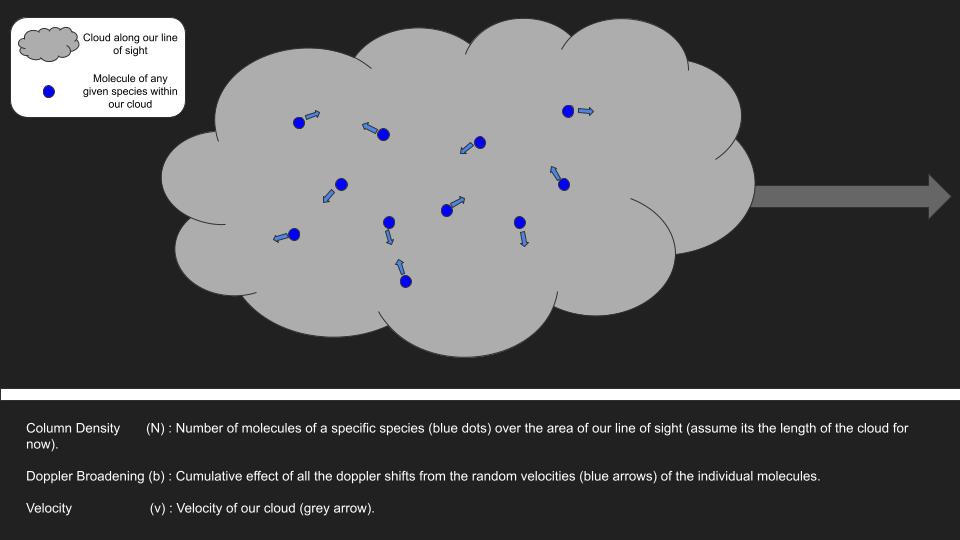 Cloud along our line
of sight
Molecule of any
given species within
our cloud
Column Density (N) : Number of molecules of a specific species (blue dots) over the area of our line of sight (assume its the length of the cloud for
now).
Doppler Broadening (b) : Cumulative effect of all the doppler shifts from the random velocities (blue arrows) of the individual molecules.
Velocity (v) : Velocity of our cloud (grey arrow).